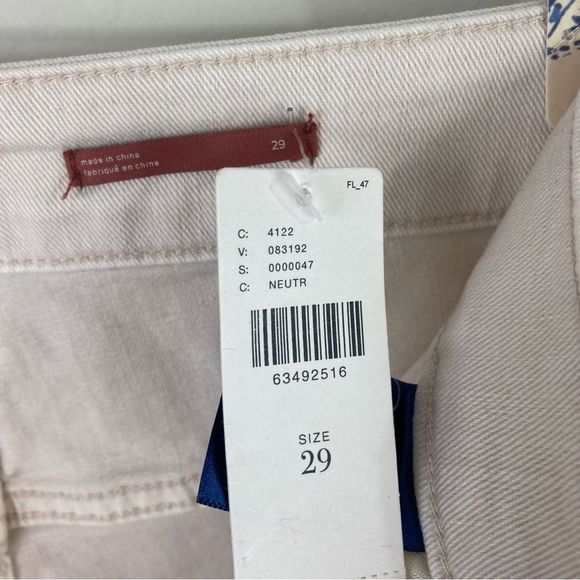 made in china
fabriqué en chine
29
FL_47
C: 4122
V: 083192
S: 0000047
C: NEUTR
63492516
SIZE
29